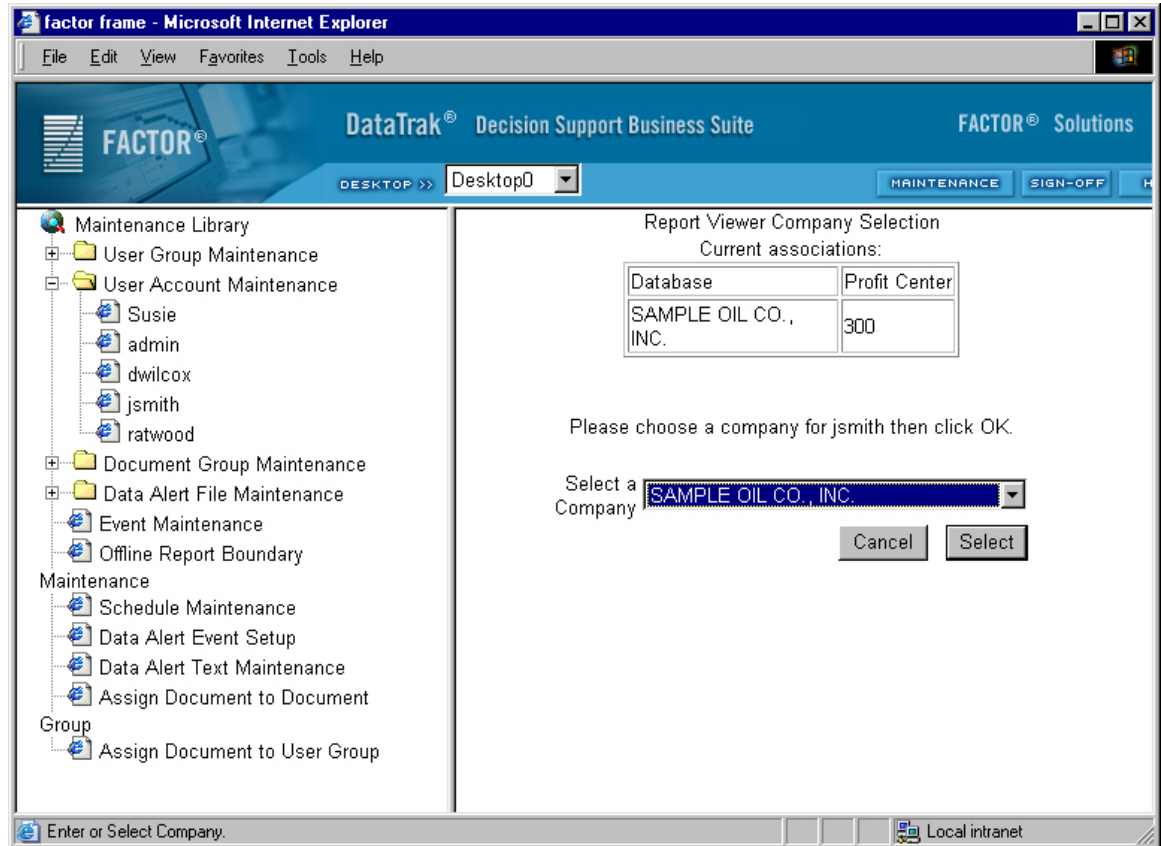 factor frame - Microsoft Internet Explorer
File Edit View Favorites Tools Help
FACTOR®
DataTrak® Decision Support Business Suite
FACTOR® Solutions
DESKTOP >> Desktop0
MAINTENANCE SIGN-OFF H
Maintenance Library
User Group Maintenance
User Account Maintenance
Susie
admin
dwilcox
jsmith
ratwood
Document Group Maintenance
Data Alert File Maintenance
Event Maintenance
Offline Report Boundary
Maintenance
Schedule Maintenance
Data Alert Event Setup
Data Alert Text Maintenance
Assign Document to Document
Group
Assign Document to User Group
Report Viewer Company Selection
Current associations:
Database Profit Center
SAMPLE OIL CO.,
INC.
300
Please choose a company for jsmith then click OK.
Select a
Company
SAMPLE OIL CO., INC.
Cancel Select
Enter or Select Company.
Local intranet